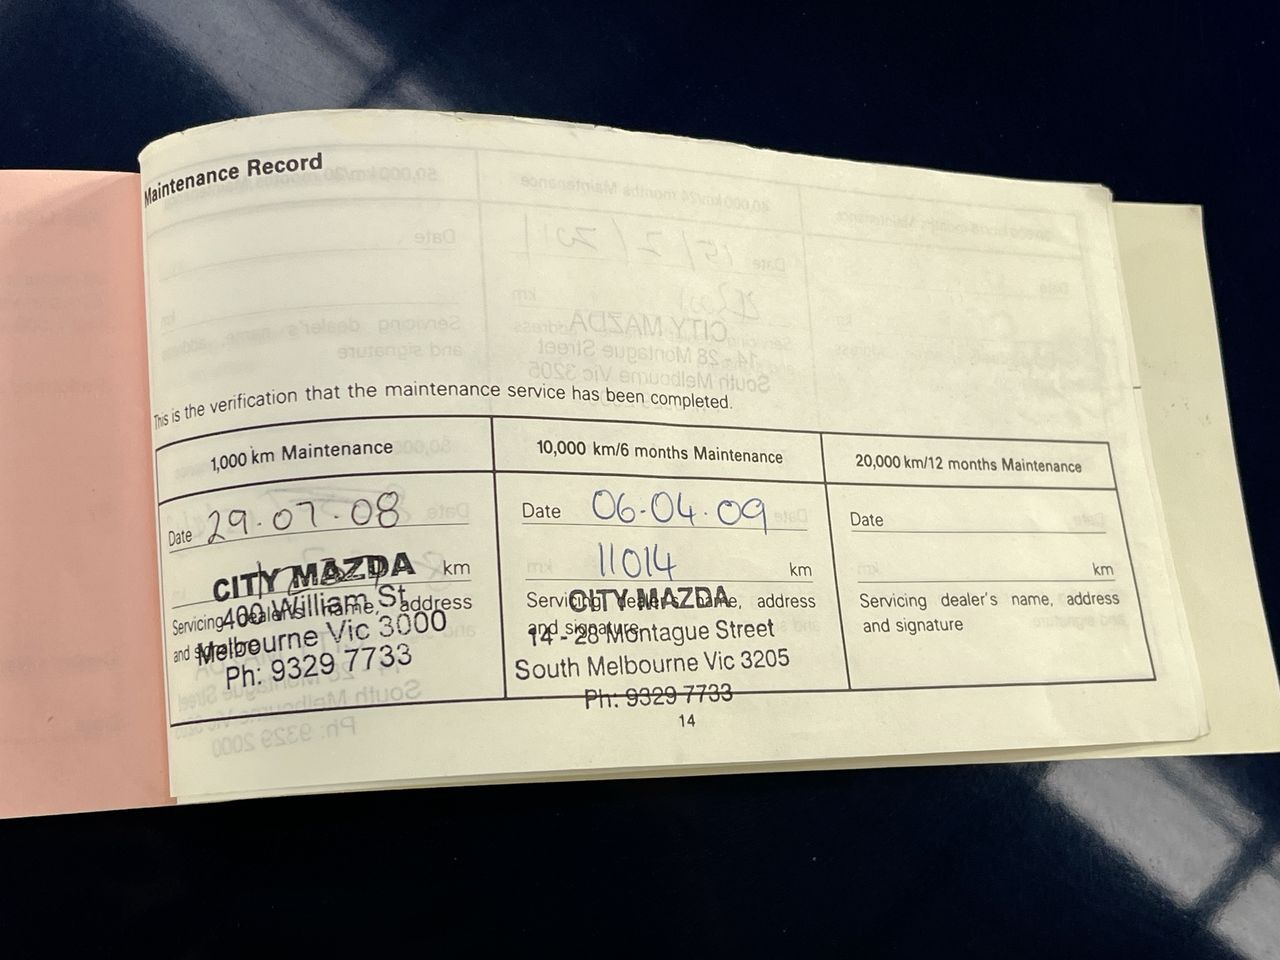 Maintenance Record
This is the verification that the maintenance service has been completed.
1,000 km Maintenance
Date 29.07.08
km
Servicing dealer's name, address
and
CITY MAZDA
400 William St
Melbourne Vic 3000
Ph: 9329 7733
10,000 km/6 months Maintenance
Date 06.04.09
11014 km
Servicing dealer's name, address
and signature
CITY MAZDA
14 - 28 Montague Street
South Melbourne Vic 3205
Ph: 9329 7733
20,000 km/12 months Maintenance
Date
km
Servicing dealer's name, address
and signature
14